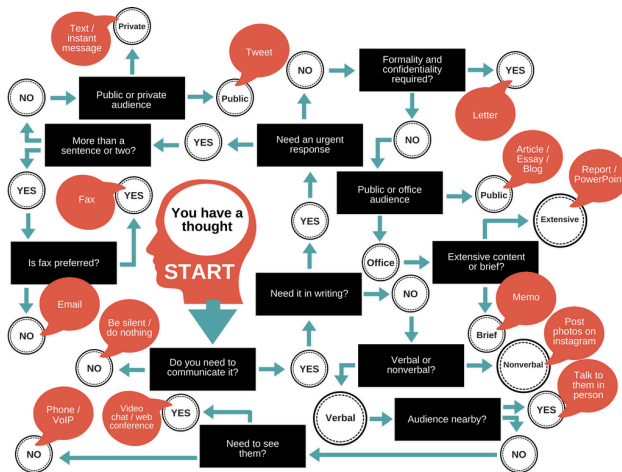 Text /
instant
message
Private
Tweet
NO
Public or private
audience
Public
NO
Formality and
confidentiality
required?
YES
Letter
More than a
sentence or two?
YES
Need an urgent
response
NO
Article /
Essay /
Blog
Report /
PowerPoint
YES
Fax
YES
You have a
thought
START
YES
Public or office
audience
Public
Extensive
Is fax preferred?
Office
Extensive content
or brief?
Need it in writing?
NO
Email
NO
Memo
Brief
Be silent /
do nothing
NO
Do you need to
communicate it?
YES
Verbal or
nonverbal?
Nonverbal
Post
photos on
instagram
Talk to
them in
person
Phone /
VoIP
Video
chat / web
conference
YES
Verbal
Audience nearby?
YES
NO
Need to see
them?
NO